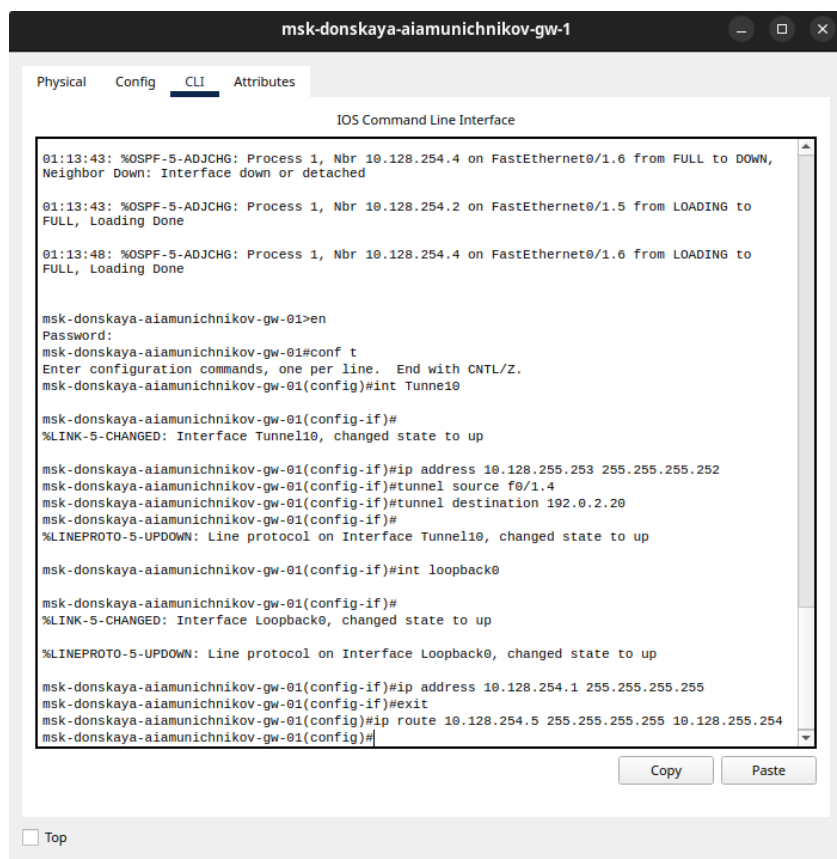 msk-donskaya-aiamunichnikov-gw-1
Physical Config CLI Attributes
IOS Command Line Interface
01:13:43: %OSPF-5-ADJCHG: Process 1, Nbr 10.128.254.4 on FastEthernet0/1.6 from FULL to DOWN,
Neighbor Down: Interface down or detached
01:13:43: %OSPF-5-ADJCHG: Process 1, Nbr 10.128.254.2 on FastEthernet0/1.5 from LOADING to
FULL, Loading Done
01:13:48: %OSPF-5-ADJCHG: Process 1, Nbr 10.128.254.4 on FastEthernet0/1.6 from LOADING to
FULL, Loading Done
msk-donskaya-aiamunichnikov-gw-01>en
Password:
msk-donskaya-aiamunichnikov-gw-01#conf t
Enter configuration commands, one per line.  End with CNTL/Z.
msk-donskaya-aiamunichnikov-gw-01(config)#int Tunne10
msk-donskaya-aiamunichnikov-gw-01(config-if)#
%LINK-5-CHANGED: Interface Tunnel10, changed state to up
msk-donskaya-aiamunichnikov-gw-01(config-if)#ip address 10.128.255.253 255.255.255.252
msk-donskaya-aiamunichnikov-gw-01(config-if)#tunnel source f0/1.4
msk-donskaya-aiamunichnikov-gw-01(config-if)#tunnel destination 192.0.2.20
msk-donskaya-aiamunichnikov-gw-01(config-if)#
%LINEPROTO-5-UPDOWN: Line protocol on Interface Tunnel10, changed state to up
msk-donskaya-aiamunichnikov-gw-01(config-if)#int loopback0
msk-donskaya-aiamunichnikov-gw-01(config-if)#
%LINK-5-CHANGED: Interface Loopback0, changed state to up
%LINEPROTO-5-UPDOWN: Line protocol on Interface Loopback0, changed state to up
msk-donskaya-aiamunichnikov-gw-01(config-if)#ip address 10.128.254.1 255.255.255.255
msk-donskaya-aiamunichnikov-gw-01(config-if)#exit
msk-donskaya-aiamunichnikov-gw-01(config)#ip route 10.128.254.5 255.255.255.255 10.128.255.254
msk-donskaya-aiamunichnikov-gw-01(config)#
Copy Paste
Top